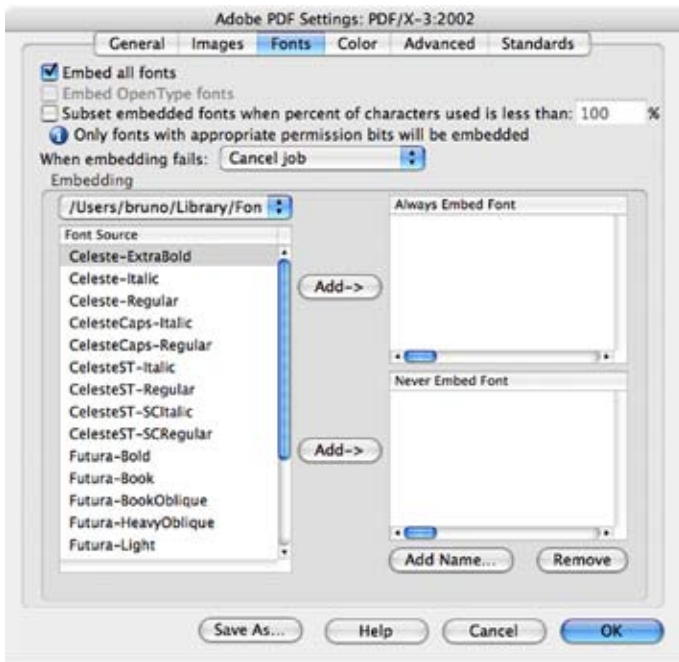 Adobe PDF Settings: PDF/X-3:2002
General Images Fonts Color Advanced Standards
Embed all fonts
Embed OpenType fonts
Subset embedded fonts when percent of characters used is less than: 100 %
Only fonts with appropriate permission bits will be embedded
When embedding fails: Cancel job
Embedding
/Users/bruno/Library/Fon
Font Source
Celeste-ExtraBold
Celeste-Italic
Celeste-Regular
CelesteCaps-Italic
CelesteCaps-Regular
CelesteST-Italic
CelesteST-Regular
CelesteST-SCItalic
CelesteST-SCRegular
Futura-Bold
Futura-Book
Futura-BookOblique
Futura-HeavyOblique
Futura-Light
Add->
Add->
Always Embed Font
Never Embed Font
Add Name... Remove
Save As... Help Cancel OK